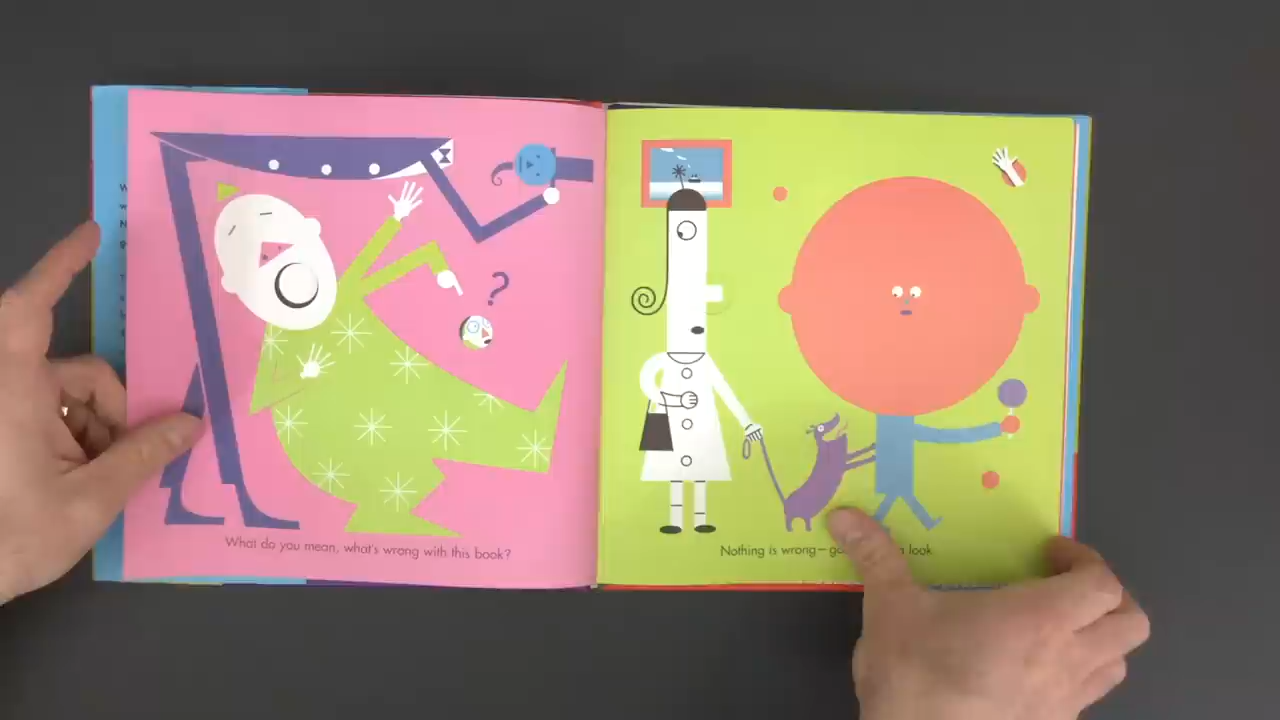 ?
What do you mean, what's wrong with this book?
Nothing is wrong— look